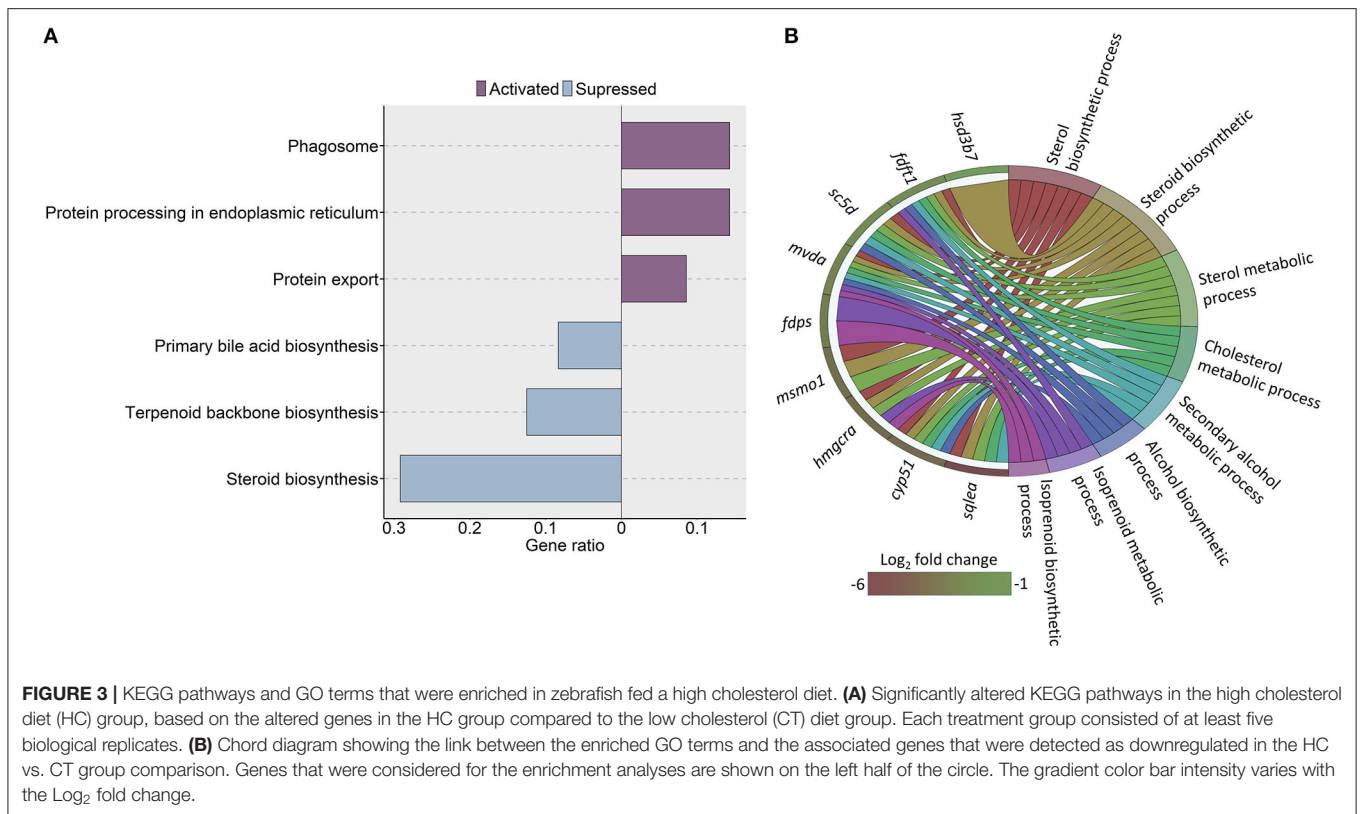 A
Activated Supressed
Phagosome
Protein processing in endoplasmic reticulum
Protein export
Primary bile acid biosynthesis
Terpenoid backbone biosynthesis
Steroid biosynthesis
0.3 0.2 0.1 0 0.1
Gene ratio
B
hsd3b7
fdft1
sc5d
mvda
fdps
msmo1
hmgcra
cyp51
sqlea
Sterol
biosynthetic process
Steroid biosynthetic
process
Sterol metabolic
process
Cholesterol
metabolic process
Secondary alcohol
metabolic process
Alcohol biosynthetic
process
Isoprenoid metabolic
process
Isoprenoid biosynthetic
process
Log₂ fold change
-6 -1
FIGURE 3 | KEGG pathways and GO terms that were enriched in zebrafish fed a high cholesterol diet. (A) Significantly altered KEGG pathways in the high cholesterol
diet (HC) group, based on the altered genes in the HC group compared to the low cholesterol (CT) diet group. Each treatment group consisted of at least five
biological replicates. (B) Chord diagram showing the link between the enriched GO terms and the associated genes that were detected as downregulated in the HC
vs. CT group comparison. Genes that were considered for the enrichment analyses are shown on the left half of the circle. The gradient color bar intensity varies with
the Log₂ fold change.